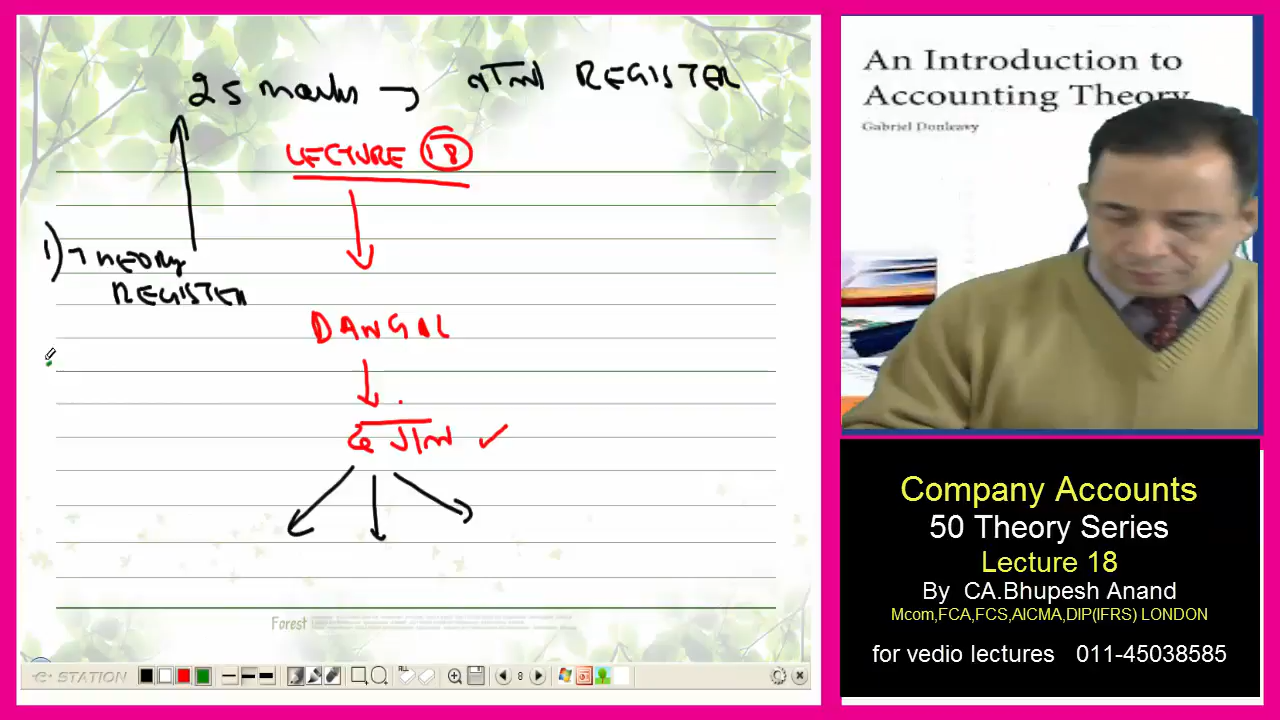 25 marks → REGISTER
LECTURE 18
1) THEORY
REGISTER
DANGAL
Forest
e-STATION
8
An Introduction to
Accounting Theory
Gabriel Donleavy
Company Accounts
50 Theory Series
Lecture 18
By CA.Bhupesh Anand
Mcom,FCA,FCS,AICMA,DIP(IFRS) LONDON
for vedio lectures 011-45038585